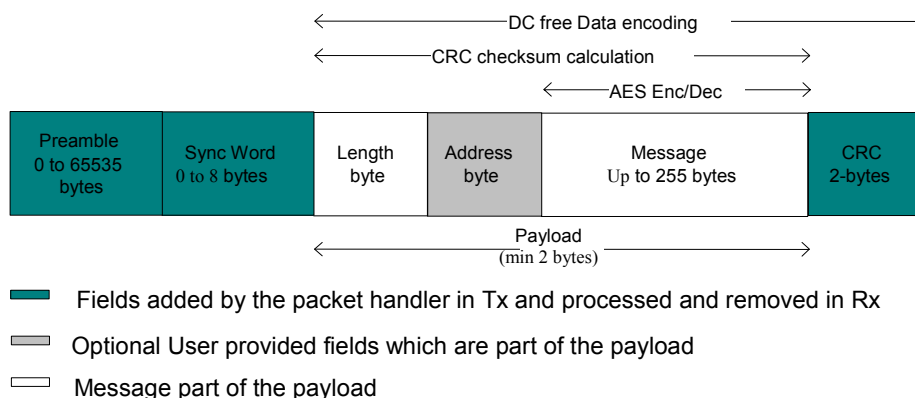 DC free Data encoding
CRC checksum calculation
AES Enc/Dec
Preamble
0 to 65535
bytes
Sync Word
0 to 8 bytes
Length
byte
Address
byte
Message
Up to 255 bytes
CRC
2-bytes
Payload
(min 2 bytes)
Fields added by the packet handler in Tx and processed and removed in Rx
Optional User provided fields which are part of the payload
Message part of the payload